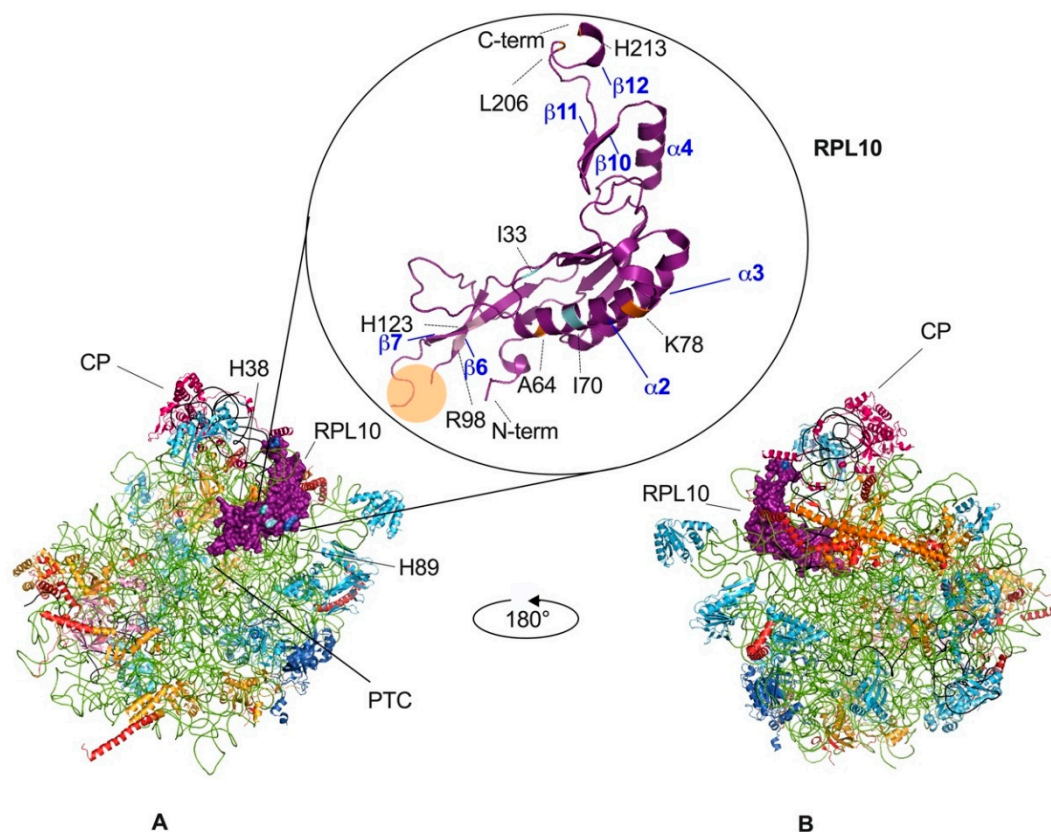 C-term
H213
L206
β12
β11
β10
α4
RPL10
I33
α3
H123
β7
β6
K78
A64
I70
α2
R98
N-term
CP
H38
RPL10
H89
PTC
180°
CP
RPL10
A
B